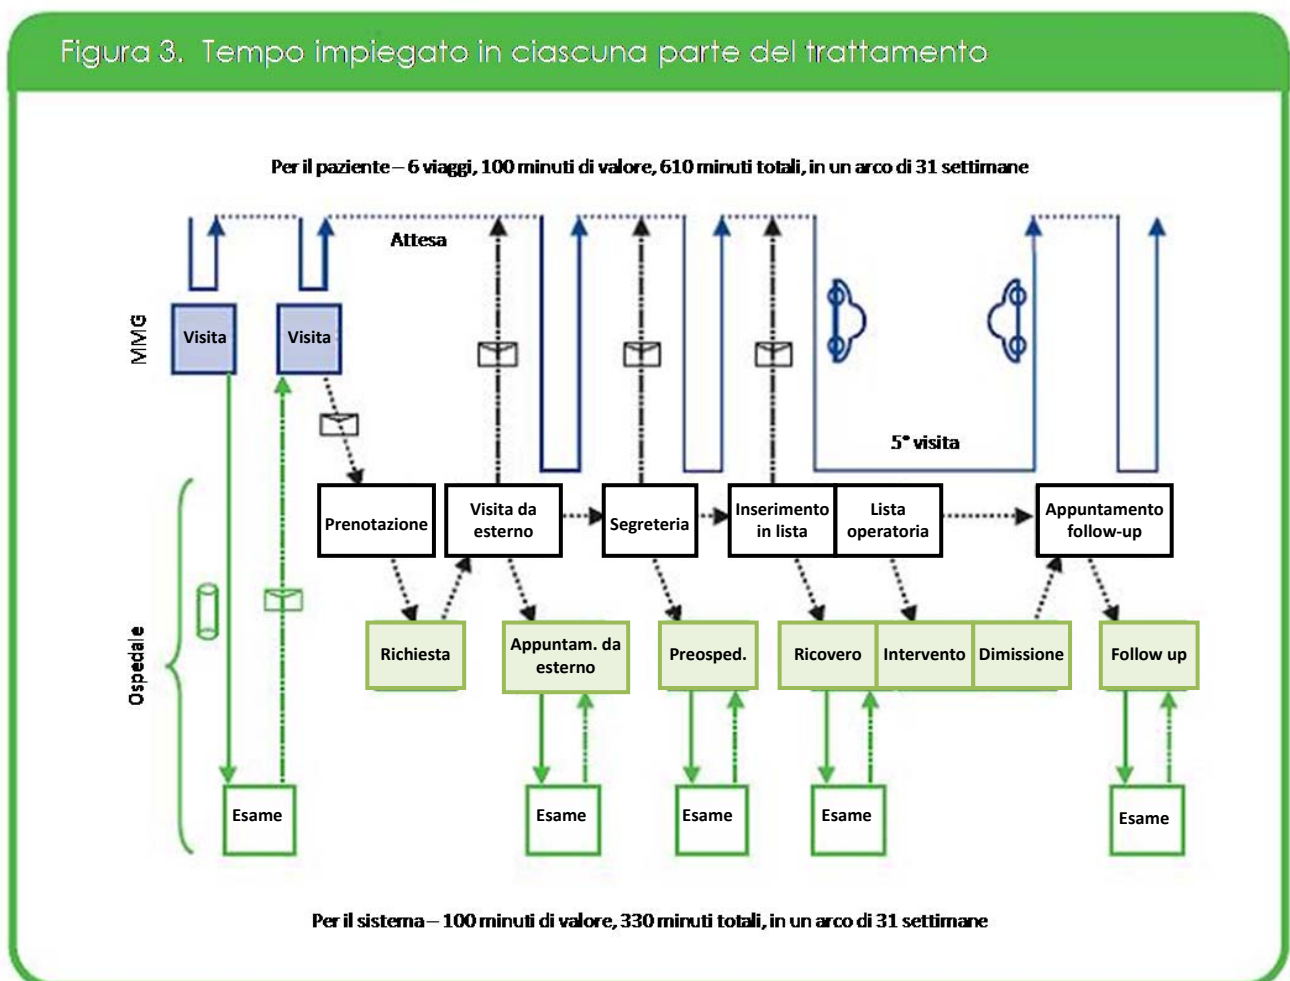 Figura 3. Tempo impiegato in ciascuna parte del trattamento
Per il paziente – 6 viaggi, 100 minuti di valore, 610 minuti totali, in un arco di 31 settimane
Attesa
MMG
Visita
Visita
5° visita
Ospedale
Prenotazione
Visita da
esterno
Segreteria
Inserimento
in lista
Lista
operatoria
Appuntamento
follow-up
Richiesta
Appuntam. da
esterno
Preosped.
Ricovero
Intervento
Dimissione
Follow up
Esame
Esame
Esame
Esame
Esame
Per il sistema – 100 minuti di valore, 330 minuti totali, in un arco di 31 settimane